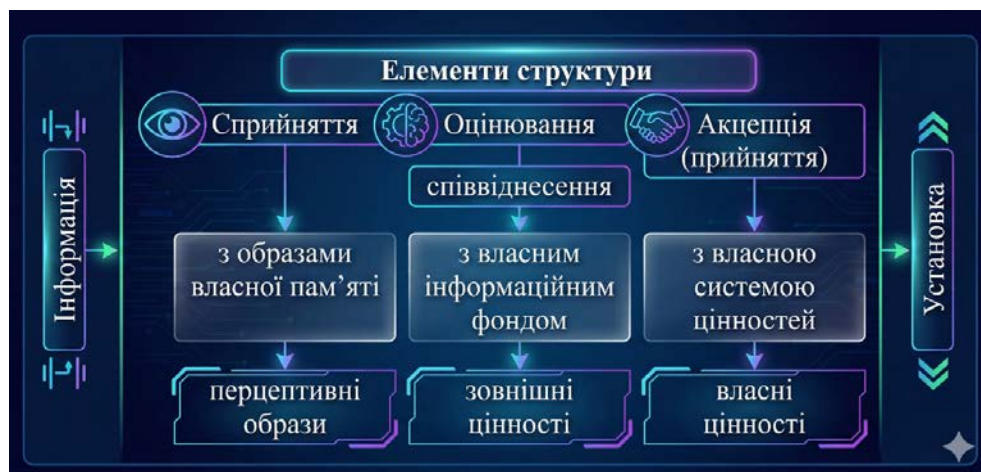 Елементи структури
Інформація
Сприйняття
Оцінювання
Акцепція
(прийняття)
співвіднесення
з образами
власної пам’яті
з власним
інформаційним
фондом
з власною
системою
цінностей
перцептивні
образи
зовнішні
цінності
власні
цінності
Установка